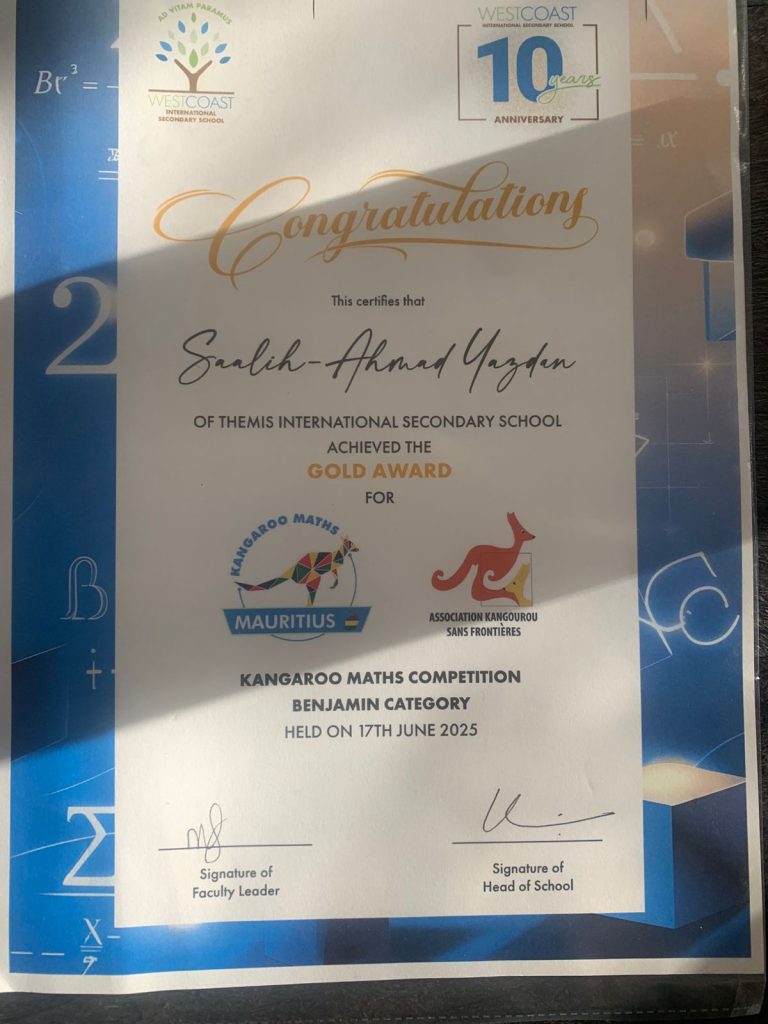 AD VITAM PARAMUS
WESTCOAST
INTERNATIONAL
SECONDARY SCHOOL
WESTCOAST
INTERNATIONAL SECONDARY SCHOOL
10 years
ANNIVERSARY
Br³ =
= x
2
Congratulations
This certifies that
Saalih-Ahmad Yazdan
OF THEMIS INTERNATIONAL SECONDARY SCHOOL
ACHIEVED THE
GOLD AWARD
FOR
KANGAROO MATHS
MAURITIUS
ASSOCIATION KANGOUROU
SANS FRONTIÈRES
KANGAROO MATHS COMPETITION
BENJAMIN CATEGORY
HELD ON 17TH JUNE 2025
Σ
Signature of
Faculty Leader
Signature of
Head of School